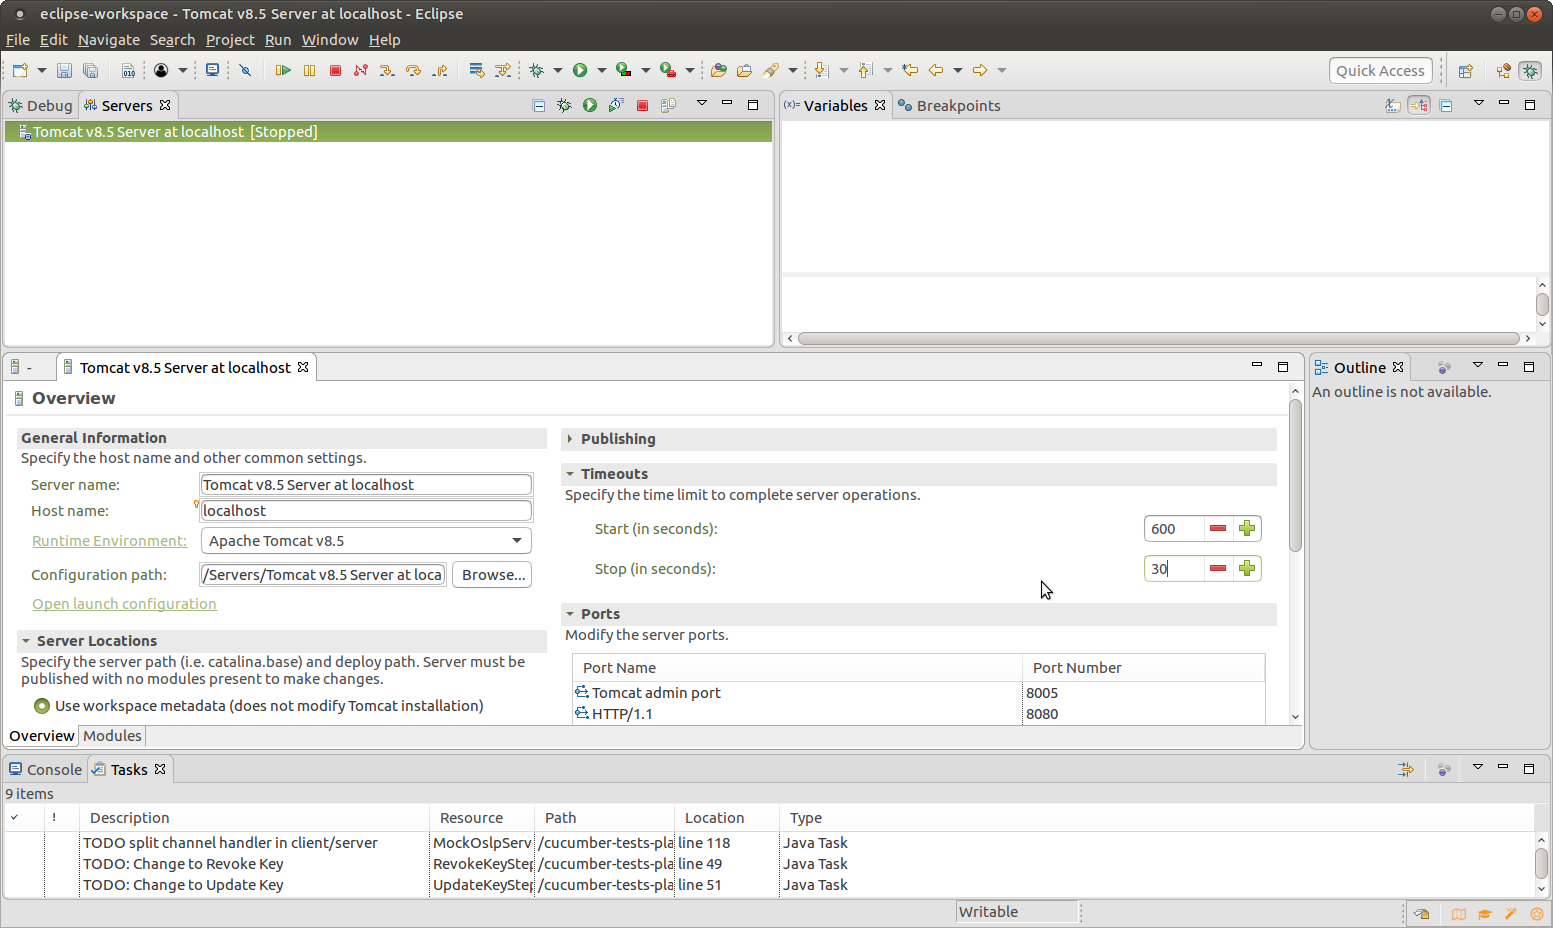 eclipse-workspace - Tomcat v8.5 Server at localhost - Eclipse
File Edit Navigate Search Project Run Window Help
010
Quick Access
Debug Servers
Tomcat v8.5 Server at localhost [Stopped]
(x)= Variables Breakpoints
-
Tomcat v8.5 Server at localhost
Overview
General Information
Specify the host name and other common settings.
Server name: Tomcat v8.5 Server at localhost
Host name: localhost
Runtime Environment: Apache Tomcat v8.5
Configuration path: /Servers/Tomcat v8.5 Server at loca Browse...
Open launch configuration
Server Locations
Specify the server path (i.e. catalina.base) and deploy path. Server must be
published with no modules present to make changes.
Use workspace metadata (does not modify Tomcat installation)
Publishing
Timeouts
Specify the time limit to complete server operations.
Start (in seconds): 600
Stop (in seconds): 30
Ports
Modify the server ports.
Port Name Port Number
Tomcat admin port 8005
HTTP/1.1 8080
Overview Modules
Outline
An outline is not available.
Console Tasks
9 items
! Description Resource Path Location Type
TODO split channel handler in client/server MockOslpServ /cucumber-tests-pla line 118 Java Task
TODO: Change to Revoke Key RevokeKeyStep /cucumber-tests-pla line 49 Java Task
TODO: Change to Update Key UpdateKeyStep /cucumber-tests-pla line 51 Java Task
Writable